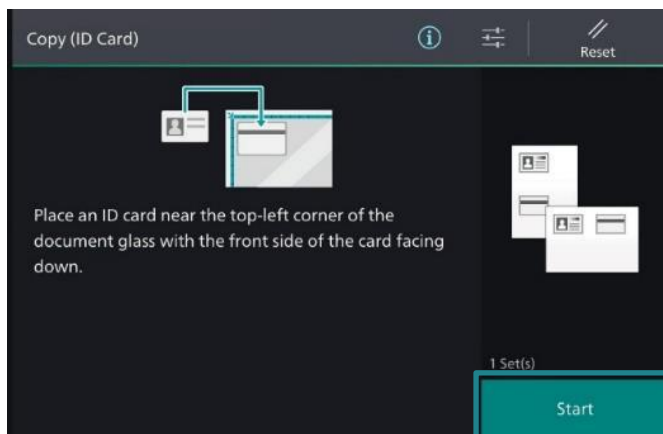 Copy (ID Card)
Reset
Place an ID card near the top-left corner of the
document glass with the front side of the card facing
down.
1 Set(s)
Start